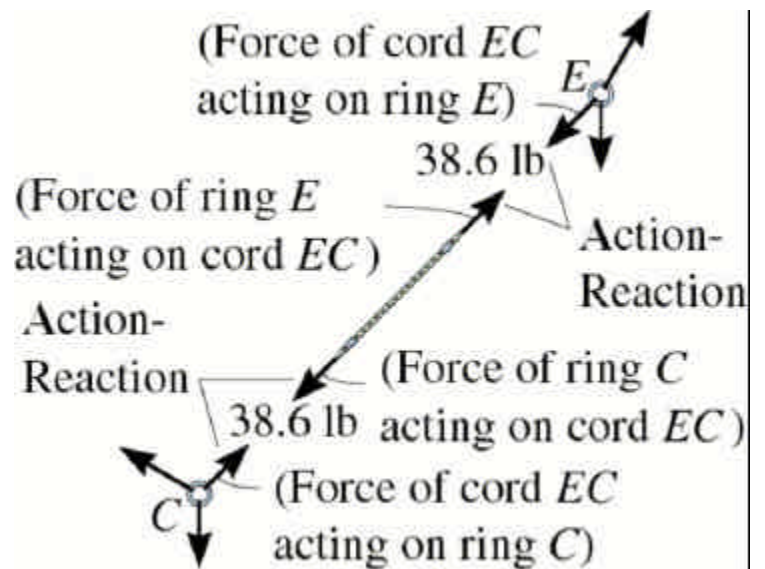 (Force of cord EC
acting on ring E)
E
38.6 lb
(Force of ring E
acting on cord EC)
Action-
Reaction
Action-
Reaction
(Force of ring C
acting on cord EC)
38.6 lb
C
(Force of cord EC
acting on ring C)